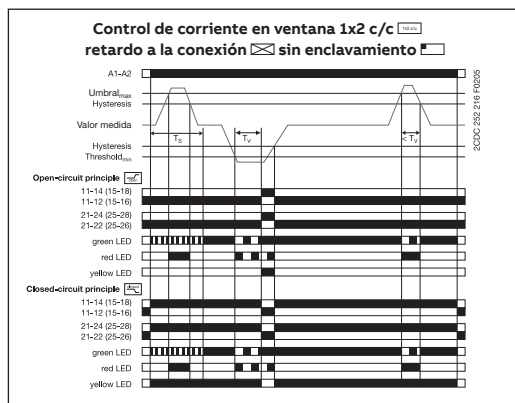 Control de corriente en ventana 1x2 c/c 1x2 c/o
retardo a la conexión sin enclavamiento
A1-A2
Umbralmax
Hysteresis
Valor medida
TS TV < TV
Hysteresis
Thresholdmin
Open-circuit principle open
11-14 (15-18)
11-12 (15-16)
21-24 (25-28)
21-22 (25-26)
green LED
red LED
yellow LED
Closed-circuit principle closed
11-14 (15-18)
11-12 (15-16)
21-24 (25-28)
21-22 (25-26)
green LED
red LED
yellow LED
2CDC 252 216 F0205